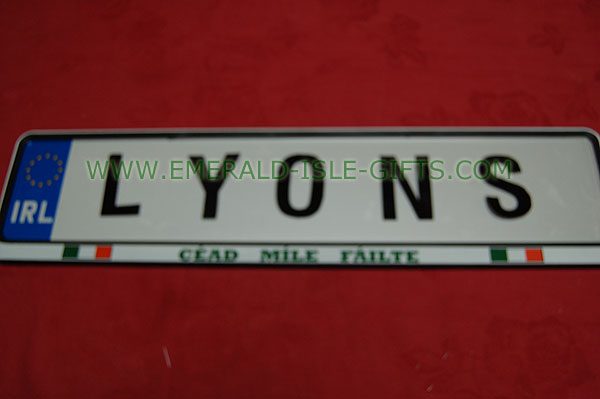 WWW.EMERALD-ISLE-GIFTS.COM
LYONS
IRL
CÉAD MÍLE FÁILTE